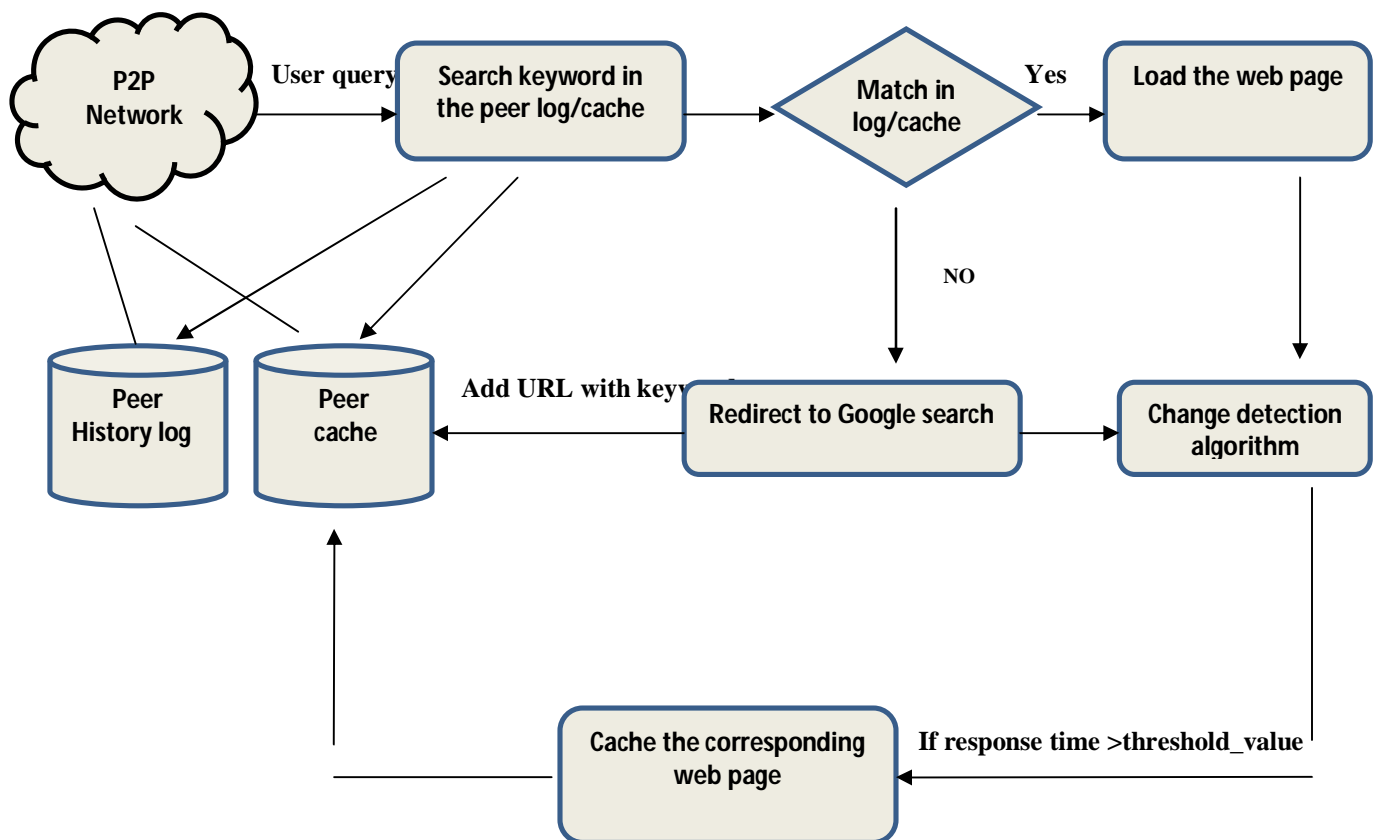 P2P
Network
User query
Search keyword in
the peer log/cache
Match in
log/cache
Yes
Load the web page
NO
Peer
History log
Peer
cache
Add URL with
Redirect to Google search
Change detection
algorithm
Cache the corresponding
web page
If response time >threshold_value